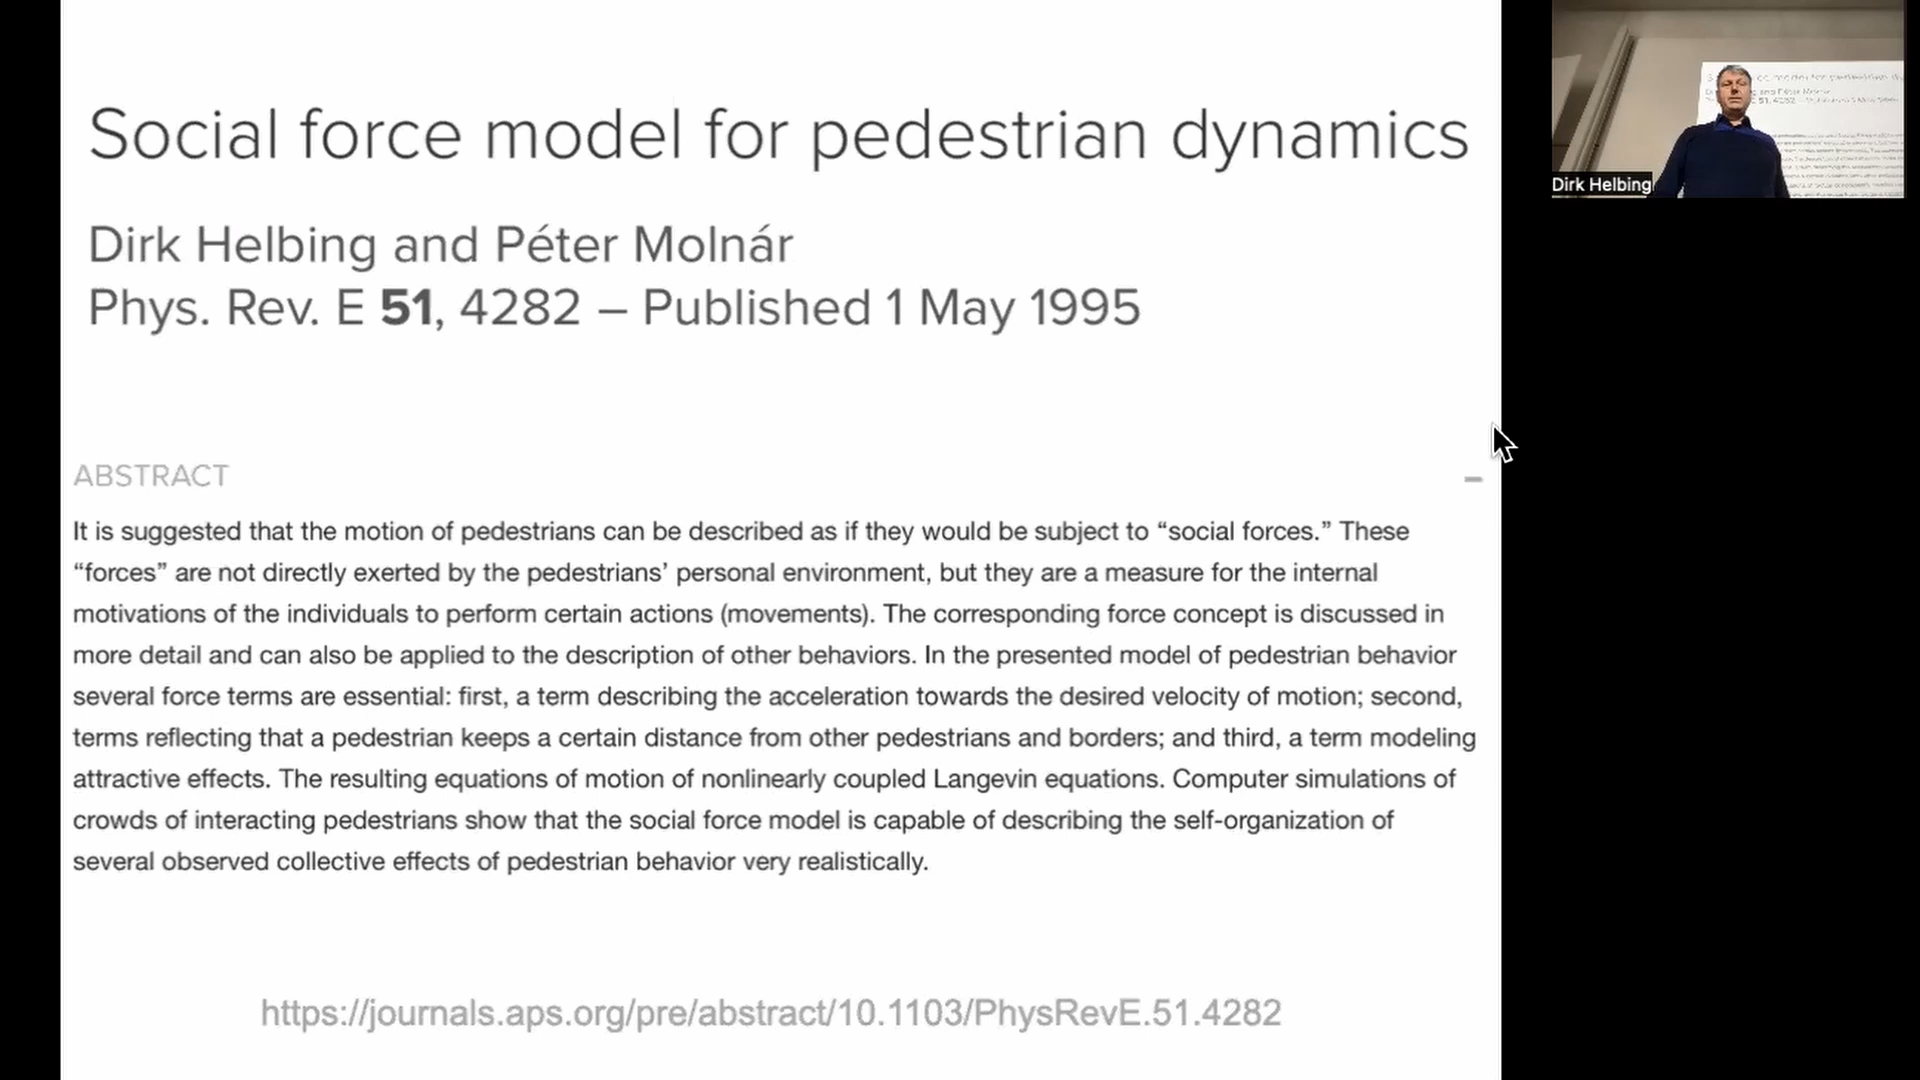 Social force model for pedestrian dynamics
Dirk Helbing and Péter Molnár
Phys. Rev. E 51, 4282 – Published 1 May 1995
ABSTRACT
It is suggested that the motion of pedestrians can be described as if they would be subject to “social forces.” These
“forces” are not directly exerted by the pedestrians’ personal environment, but they are a measure for the internal
motivations of the individuals to perform certain actions (movements). The corresponding force concept is discussed in
more detail and can also be applied to the description of other behaviors. In the presented model of pedestrian behavior
several force terms are essential: first, a term describing the acceleration towards the desired velocity of motion; second,
terms reflecting that a pedestrian keeps a certain distance from other pedestrians and borders; and third, a term modeling
attractive effects. The resulting equations of motion of nonlinearly coupled Langevin equations. Computer simulations of
crowds of interacting pedestrians show that the social force model is capable of describing the self-organization of
several observed collective effects of pedestrian behavior very realistically.
https://journals.aps.org/pre/abstract/10.1103/PhysRevE.51.4282
Dirk Helbing